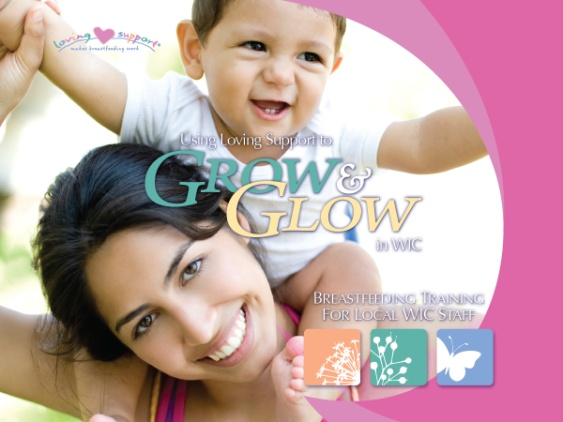 loving support®
makes breastfeeding work
Using Loving Support to
GROW &
GLOW
in WIC
BREASTFEEDING TRAINING
FOR LOCAL WIC STAFF